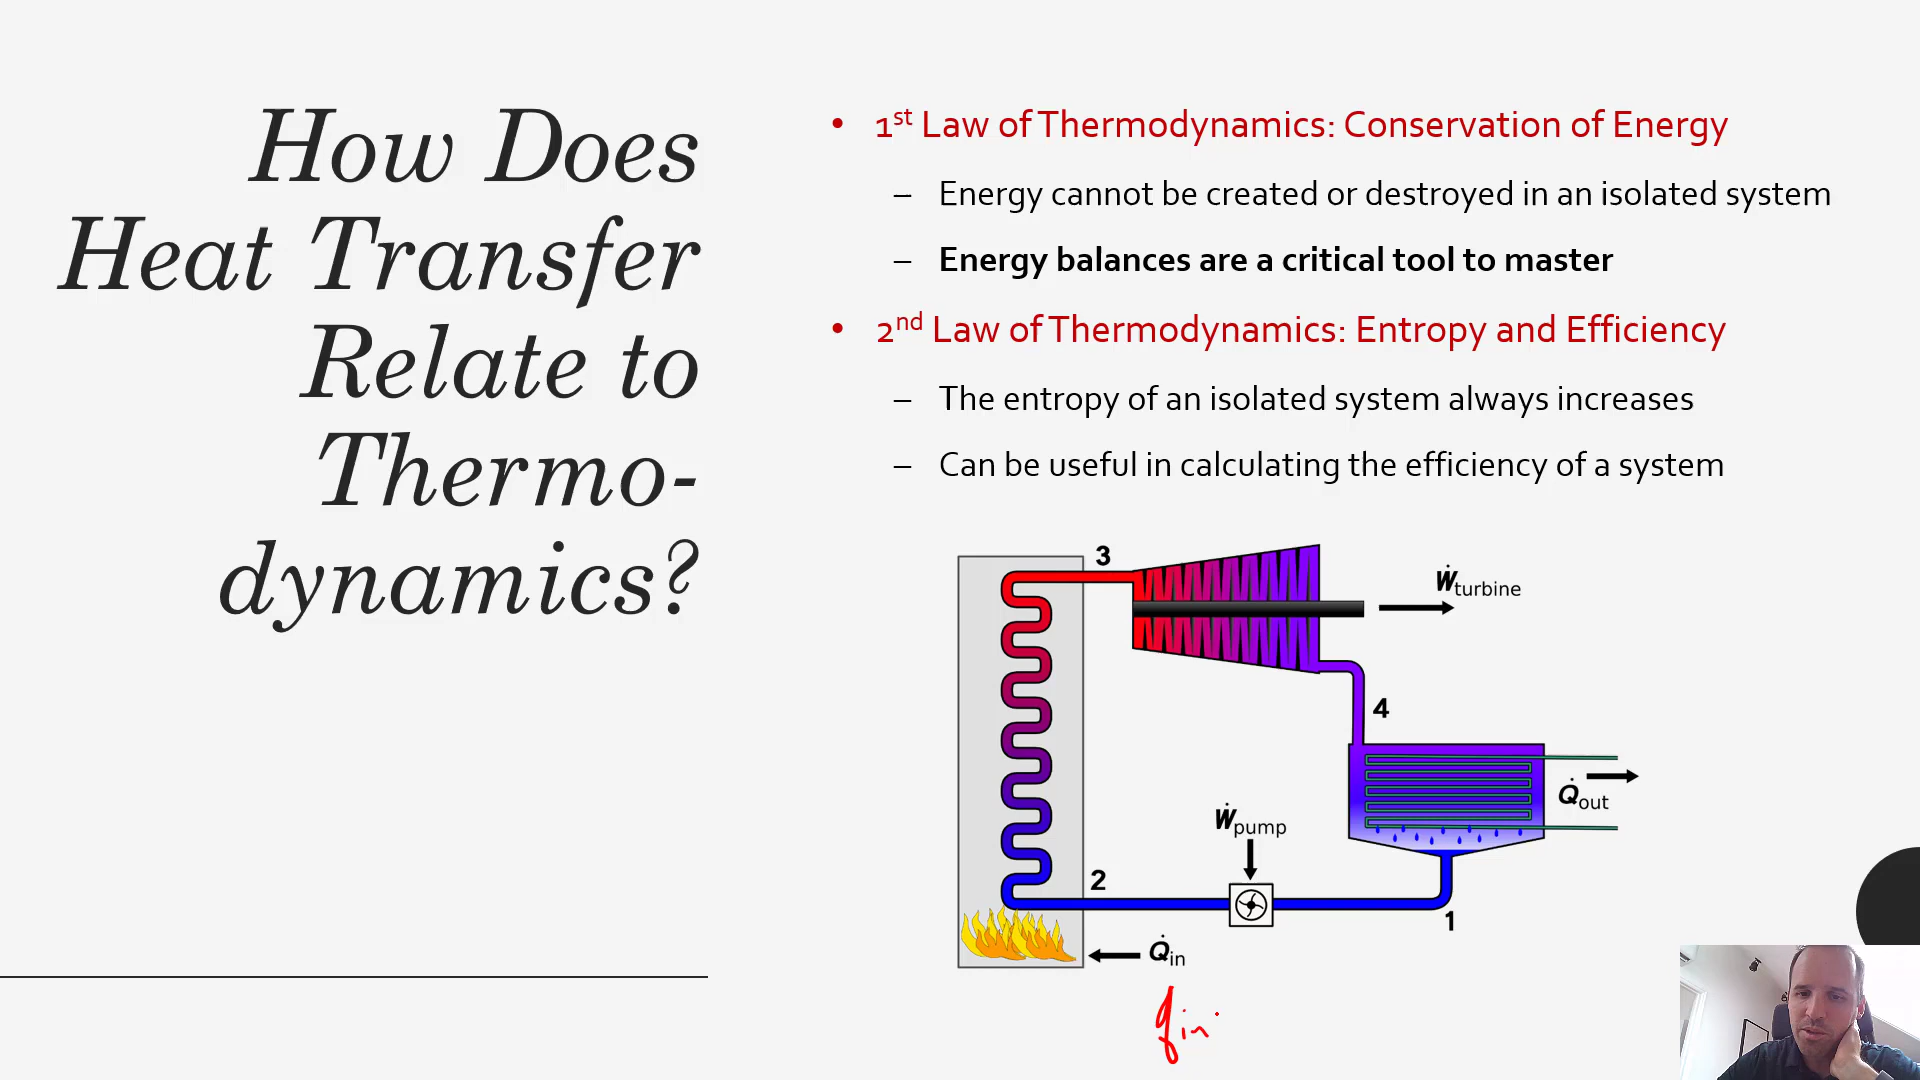 How Does
Heat Transfer
Relate to
Thermo-
dynamics?
• 1st Law of Thermodynamics: Conservation of Energy
– Energy cannot be created or destroyed in an isolated system
– Energy balances are a critical tool to master
• 2nd Law of Thermodynamics: Entropy and Efficiency
– The entropy of an isolated system always increases
– Can be useful in calculating the efficiency of a system
3
Ẇturbine
4
Q̇out
Ẇpump
2
1
Q̇in
qin